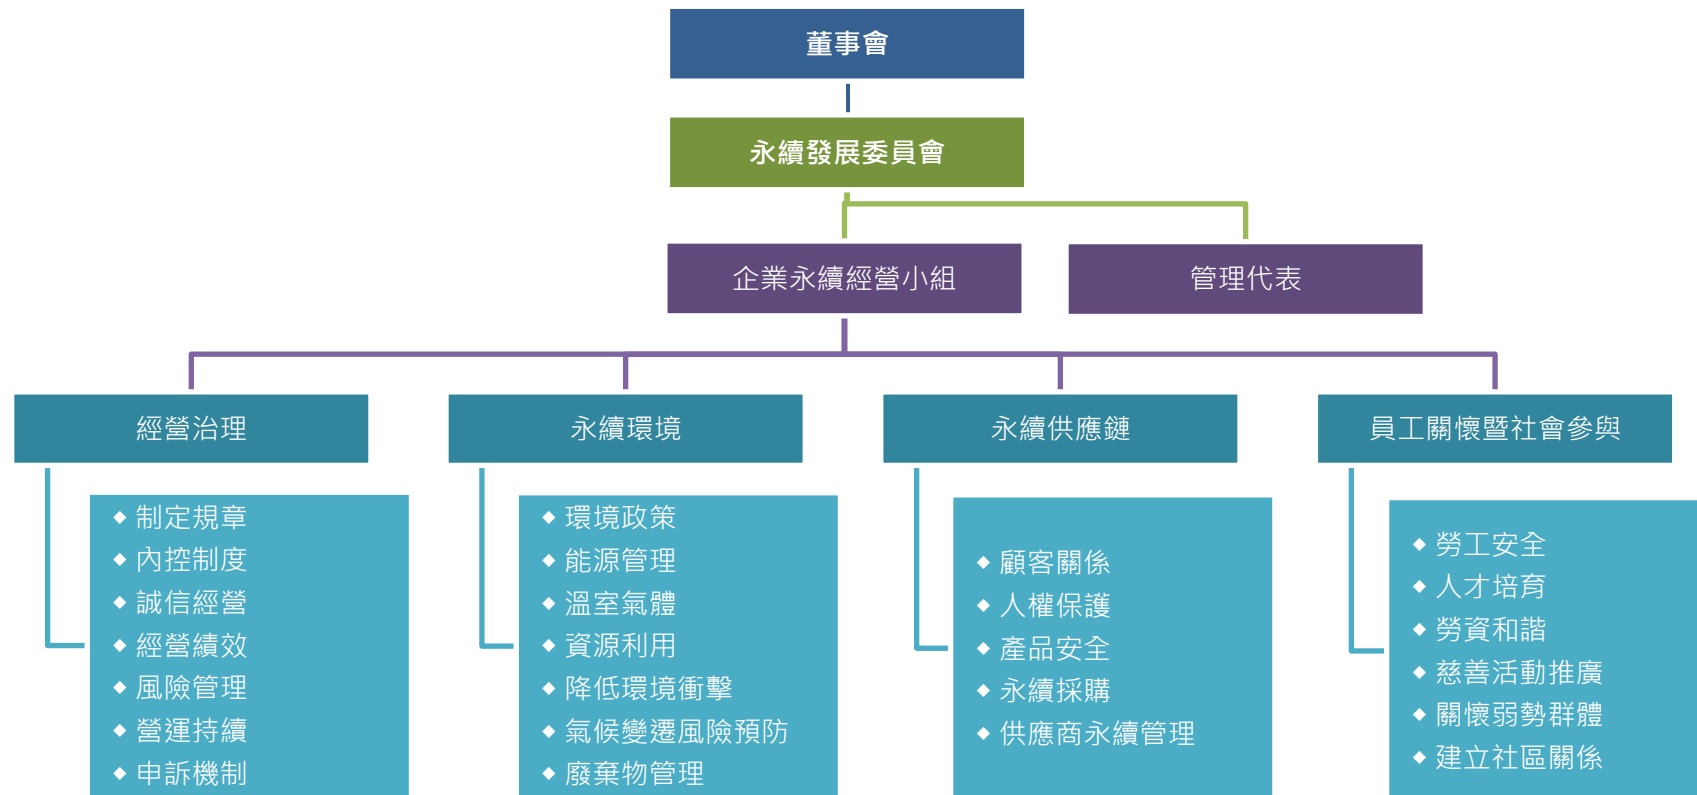 董事會
永續發展委員會
企業永續經營小組
管理代表
經營治理
永續環境
永續供應鏈
員工關懷暨社會參與
◆ 制定規章
◆ 內控制度
◆ 誠信經營
◆ 經營績效
◆ 風險管理
◆ 營運持續
◆ 申訴機制
◆ 環境政策
◆ 能源管理
◆ 溫室氣體
◆ 資源利用
◆ 降低環境衝擊
◆ 氣候變遷風險預防
◆ 廢棄物管理
◆ 顧客關係
◆ 人權保護
◆ 產品安全
◆ 永續採購
◆ 供應商永續管理
◆ 勞工安全
◆ 人才培育
◆ 勞資和諧
◆ 慈善活動推廣
◆ 關懷弱勢群體
◆ 建立社區關係